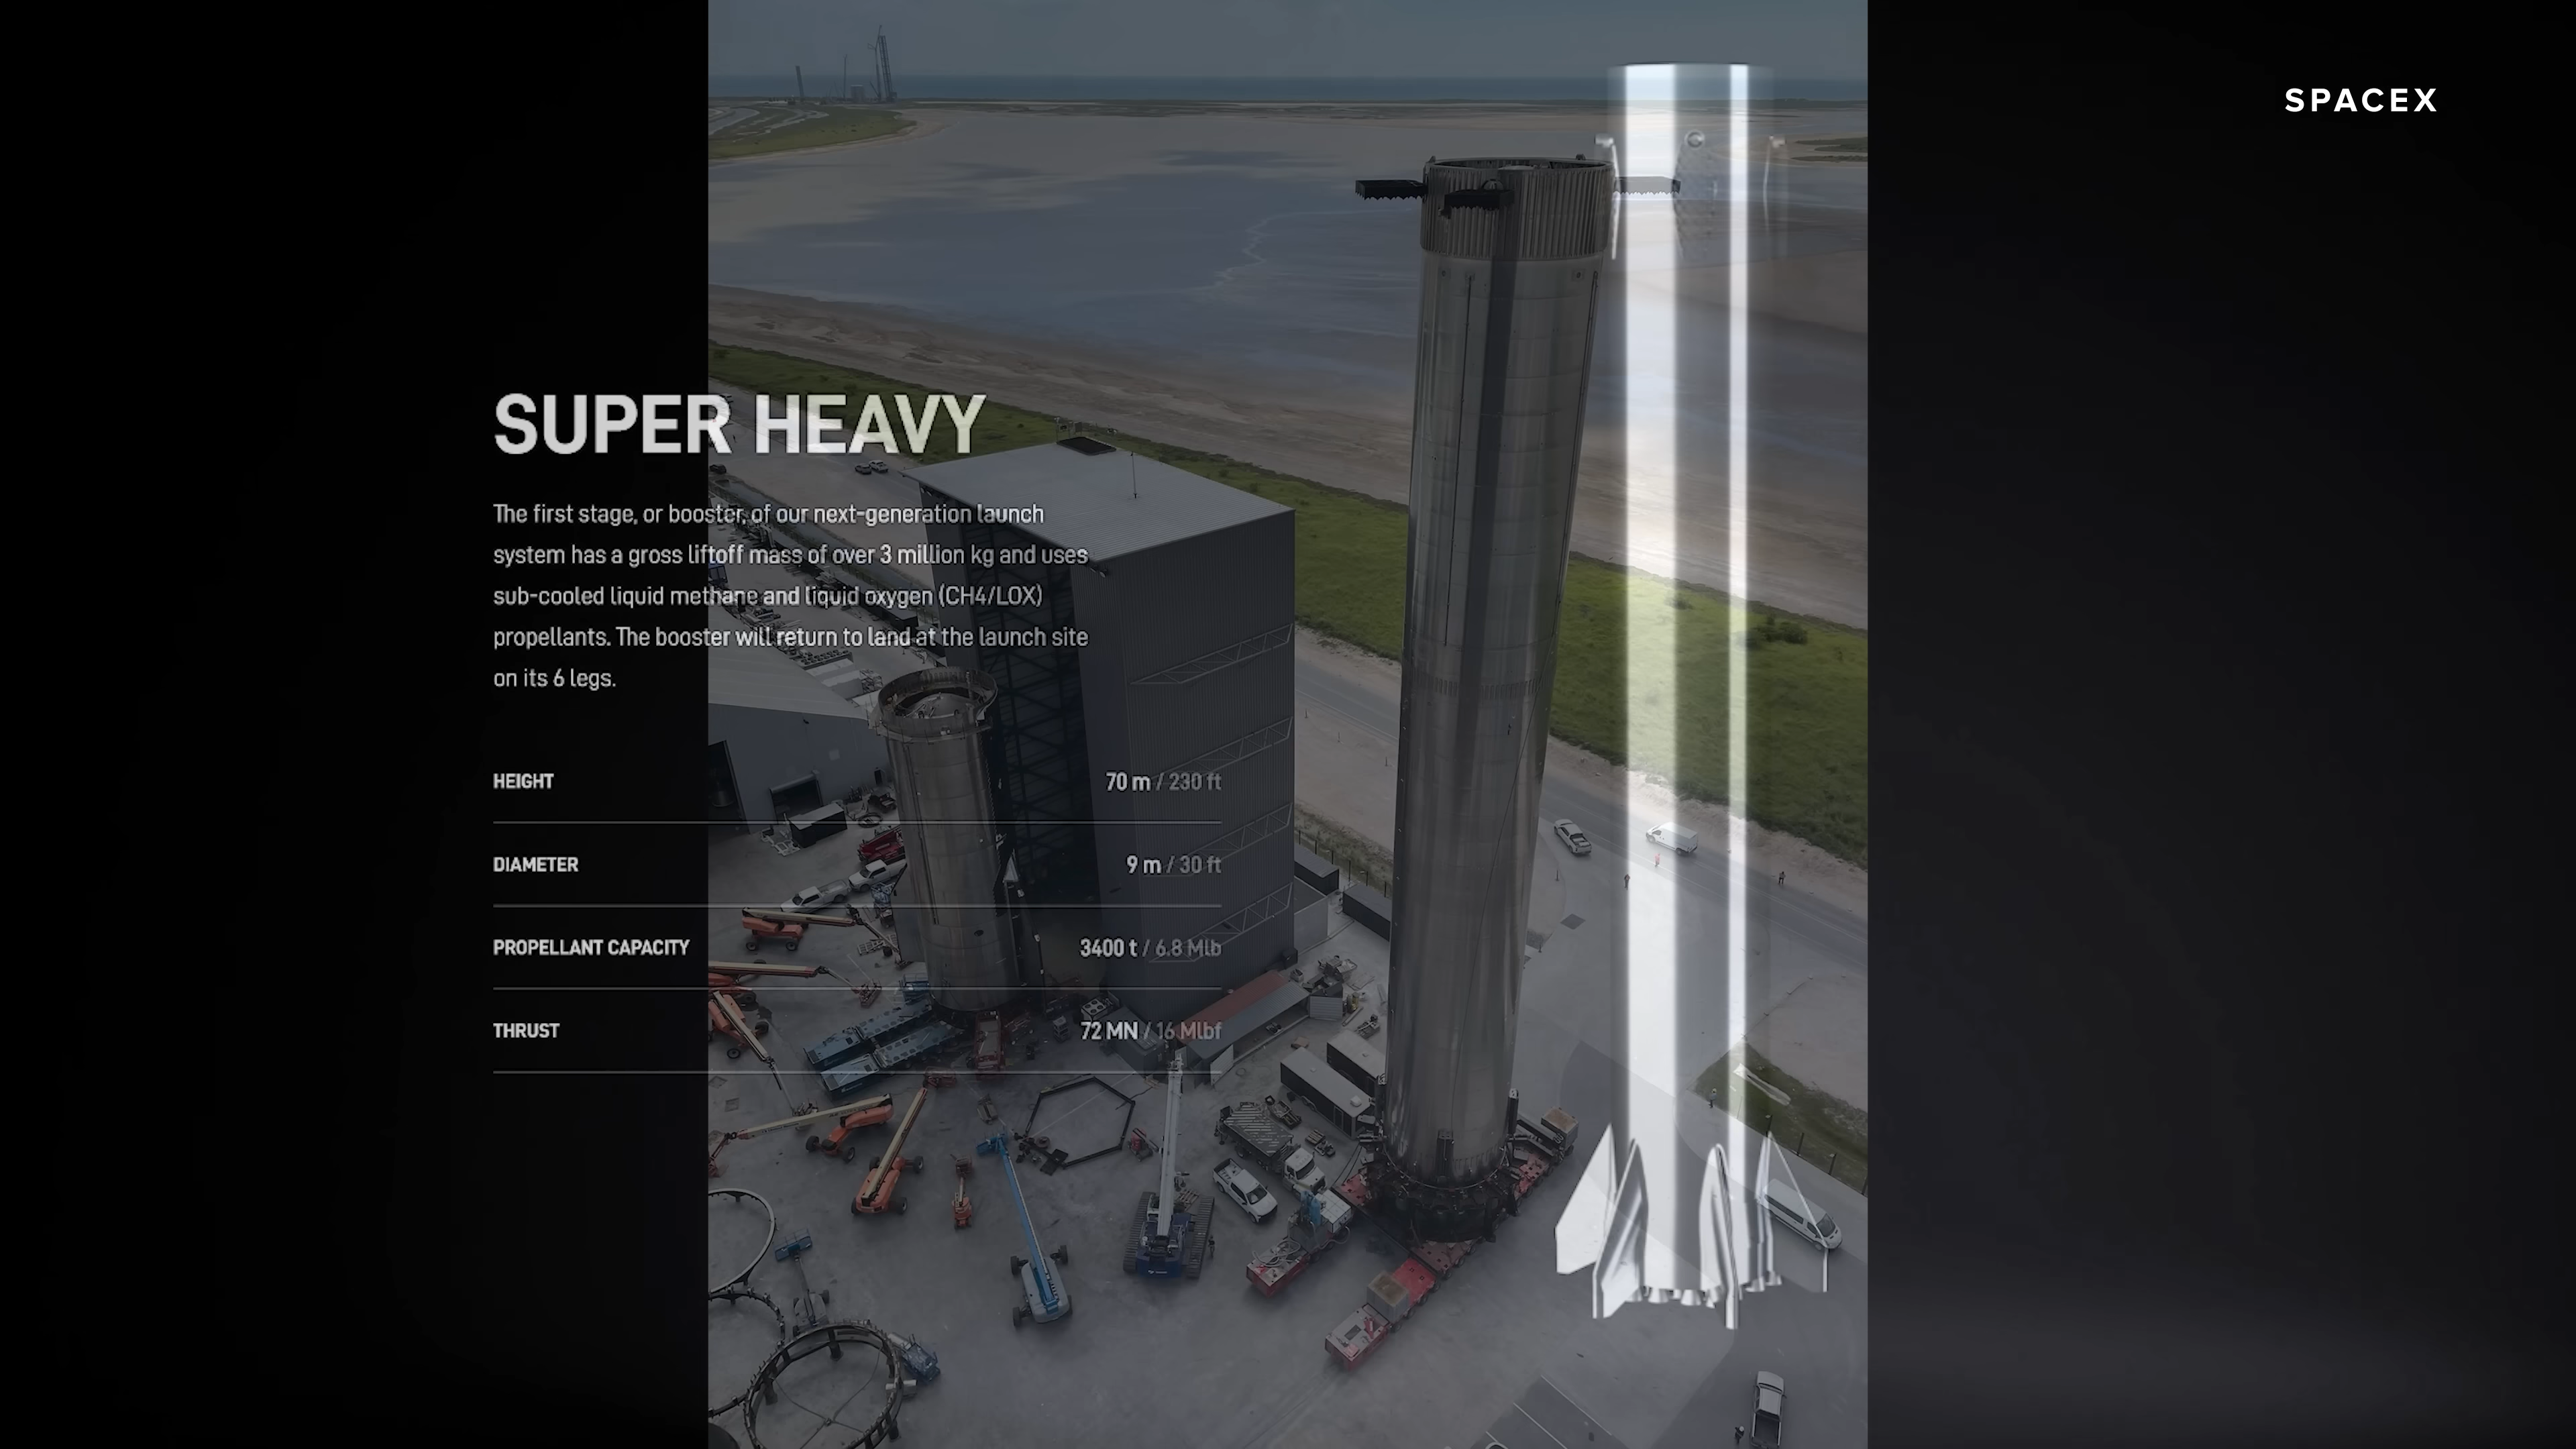 SPACEX
SUPER HEAVY
The first stage, or booster, of our next-generation launch
system has a gross liftoff mass of over 3 million kg and uses
sub-cooled liquid methane and liquid oxygen (CH4/LOX)
propellants. The booster will return to land at the launch site
on its 6 legs.
HEIGHT 70 m / 230 ft
DIAMETER 9 m / 30 ft
PROPELLANT CAPACITY 3400 t / 6.8 Mlb
THRUST 72 MN / 16 Mlbf